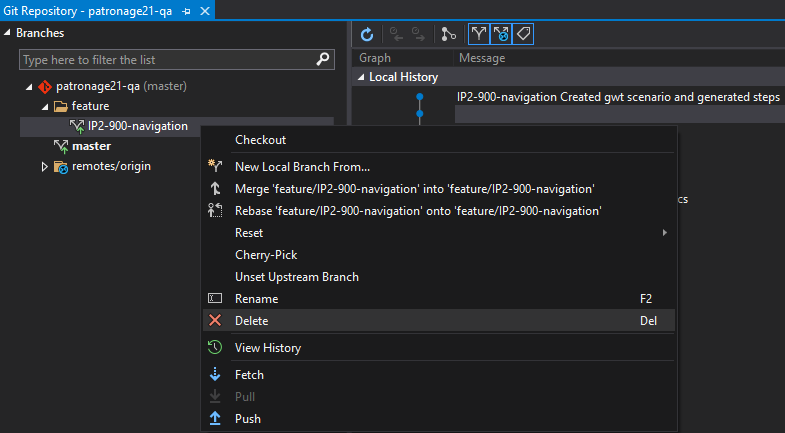 Git Repository - patronage21-qa
Branches
Type here to filter the list
patronage21-qa (master)
feature
IP2-900-navigation
master
remotes/origin
Graph Message
Local History
IP2-900-navigation Created gwt scenario and generated steps
cs
Checkout
New Local Branch From...
Merge 'feature/IP2-900-navigation' into 'feature/IP2-900-navigation'
Rebase 'feature/IP2-900-navigation' onto 'feature/IP2-900-navigation'
Reset
Cherry-Pick
Unset Upstream Branch
Rename F2
Delete Del
View History
Fetch
Pull
Push